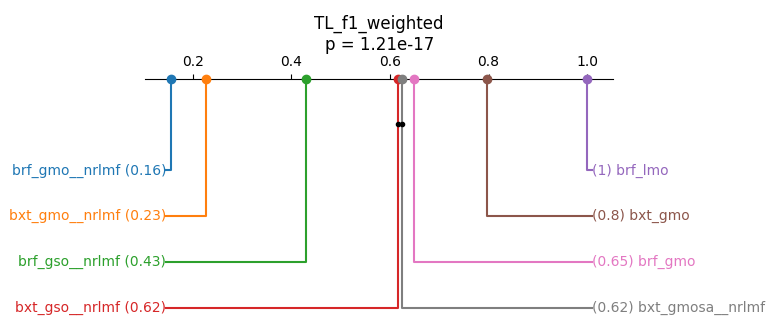 TL_f1_weighted
p = 1.21e-17
0.2 0.4 0.6 0.8 1.0
brf_gmo__nrlmf (0.16) (1) brf_lmo
bxt_gmo__nrlmf (0.23) (0.8) bxt_gmo
brf_gso__nrlmf (0.43) (0.65) brf_gmo
bxt_gso__nrlmf (0.62) (0.62) bxt_gmosa__nrlmf